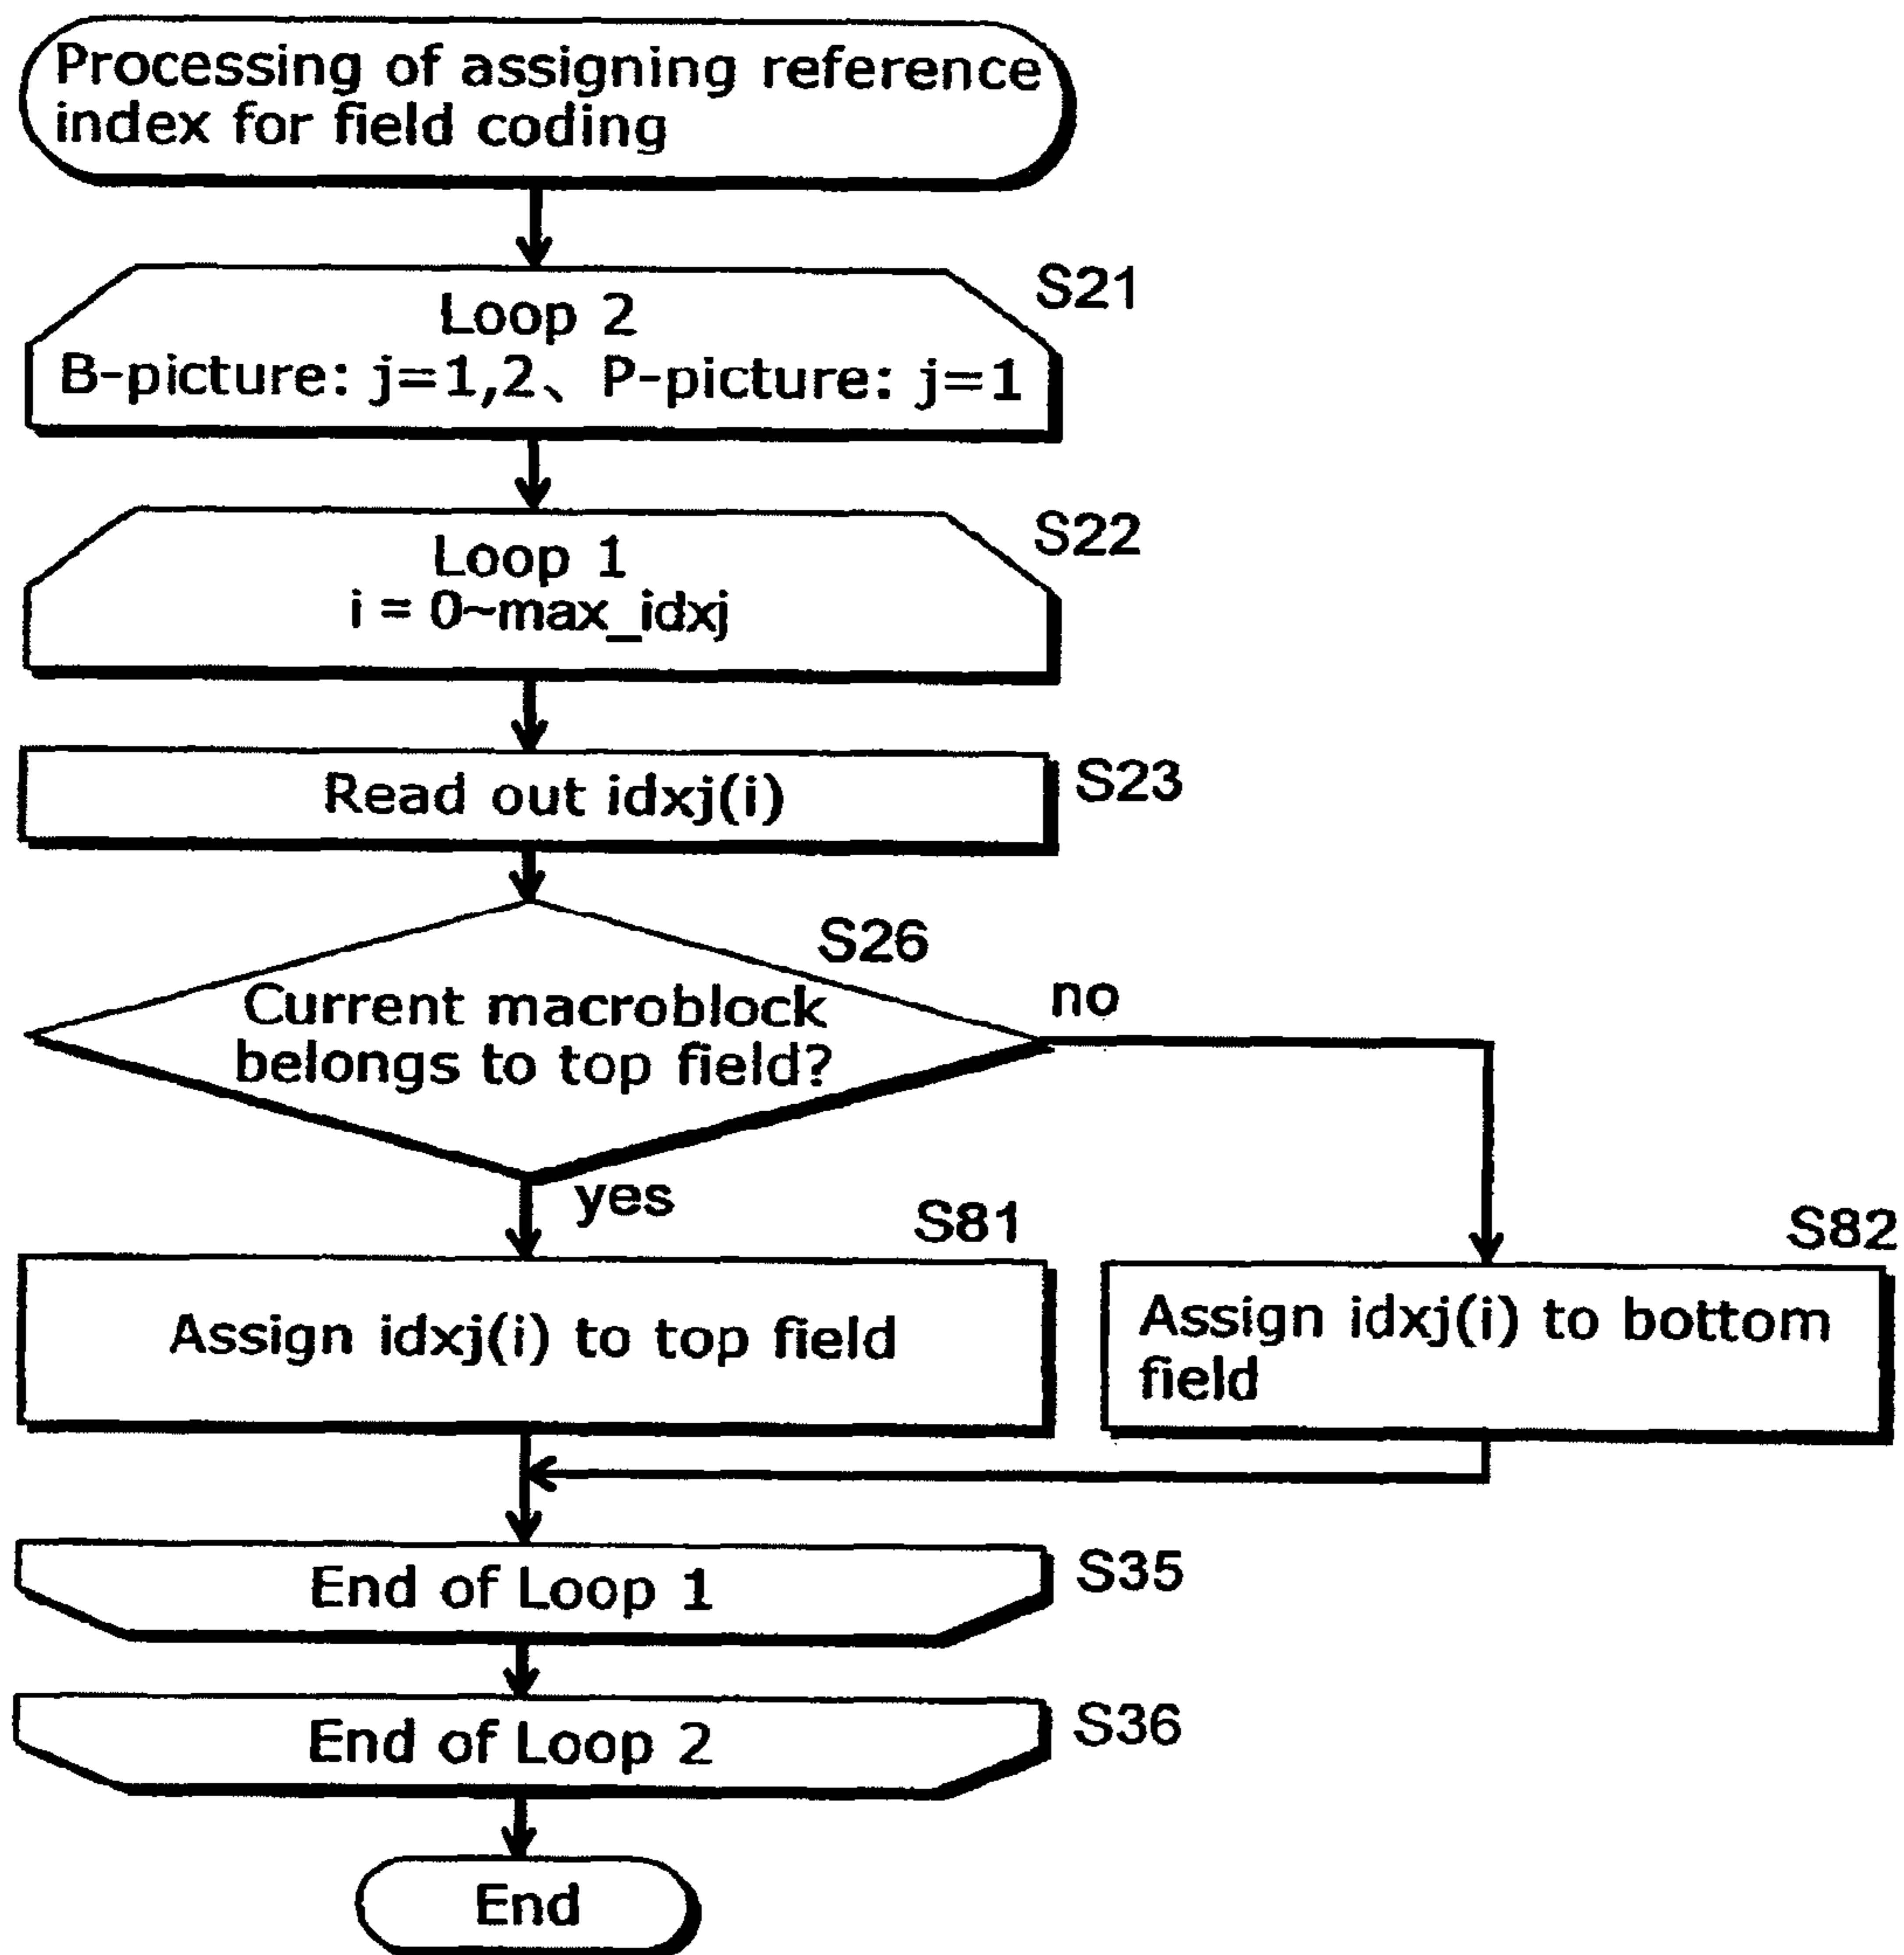 Processing of assigning reference
index for field coding
S21
Loop 2
B-picture: j=1,2、 P-picture: j=1
S22
Loop 1
i = 0~max_idxj
Read out idxj(i)
S23
S26
Current macroblock
belongs to top field?
no
yes
S81
S82
Assign idxj(i) to top field
Assign idxj(i) to bottom
field
End of Loop 1
S35
End of Loop 2
S36
End